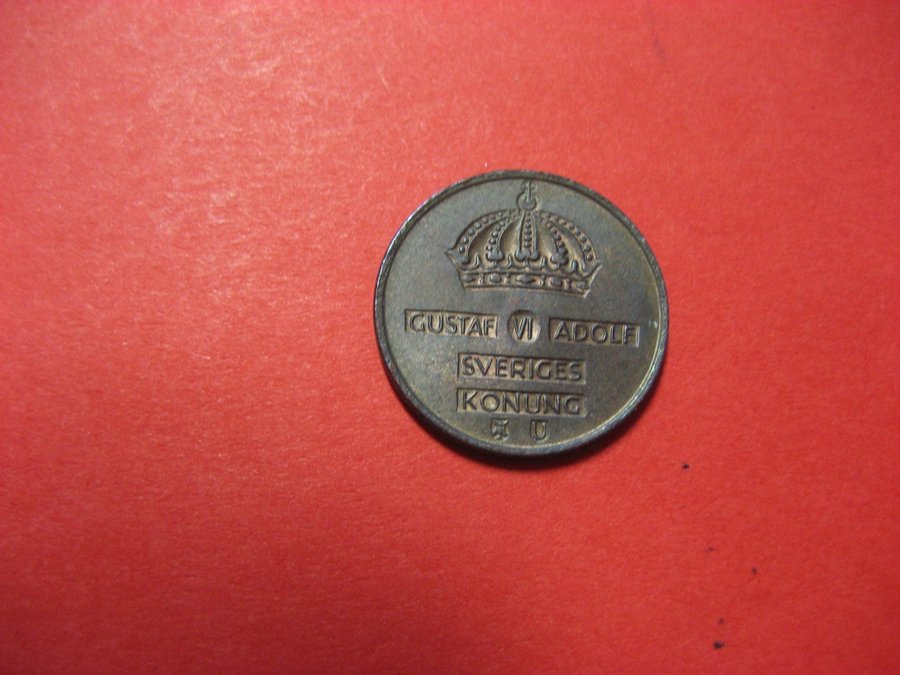 GUSTAF VI ADOLF
SVERIGES
KONUNG
U